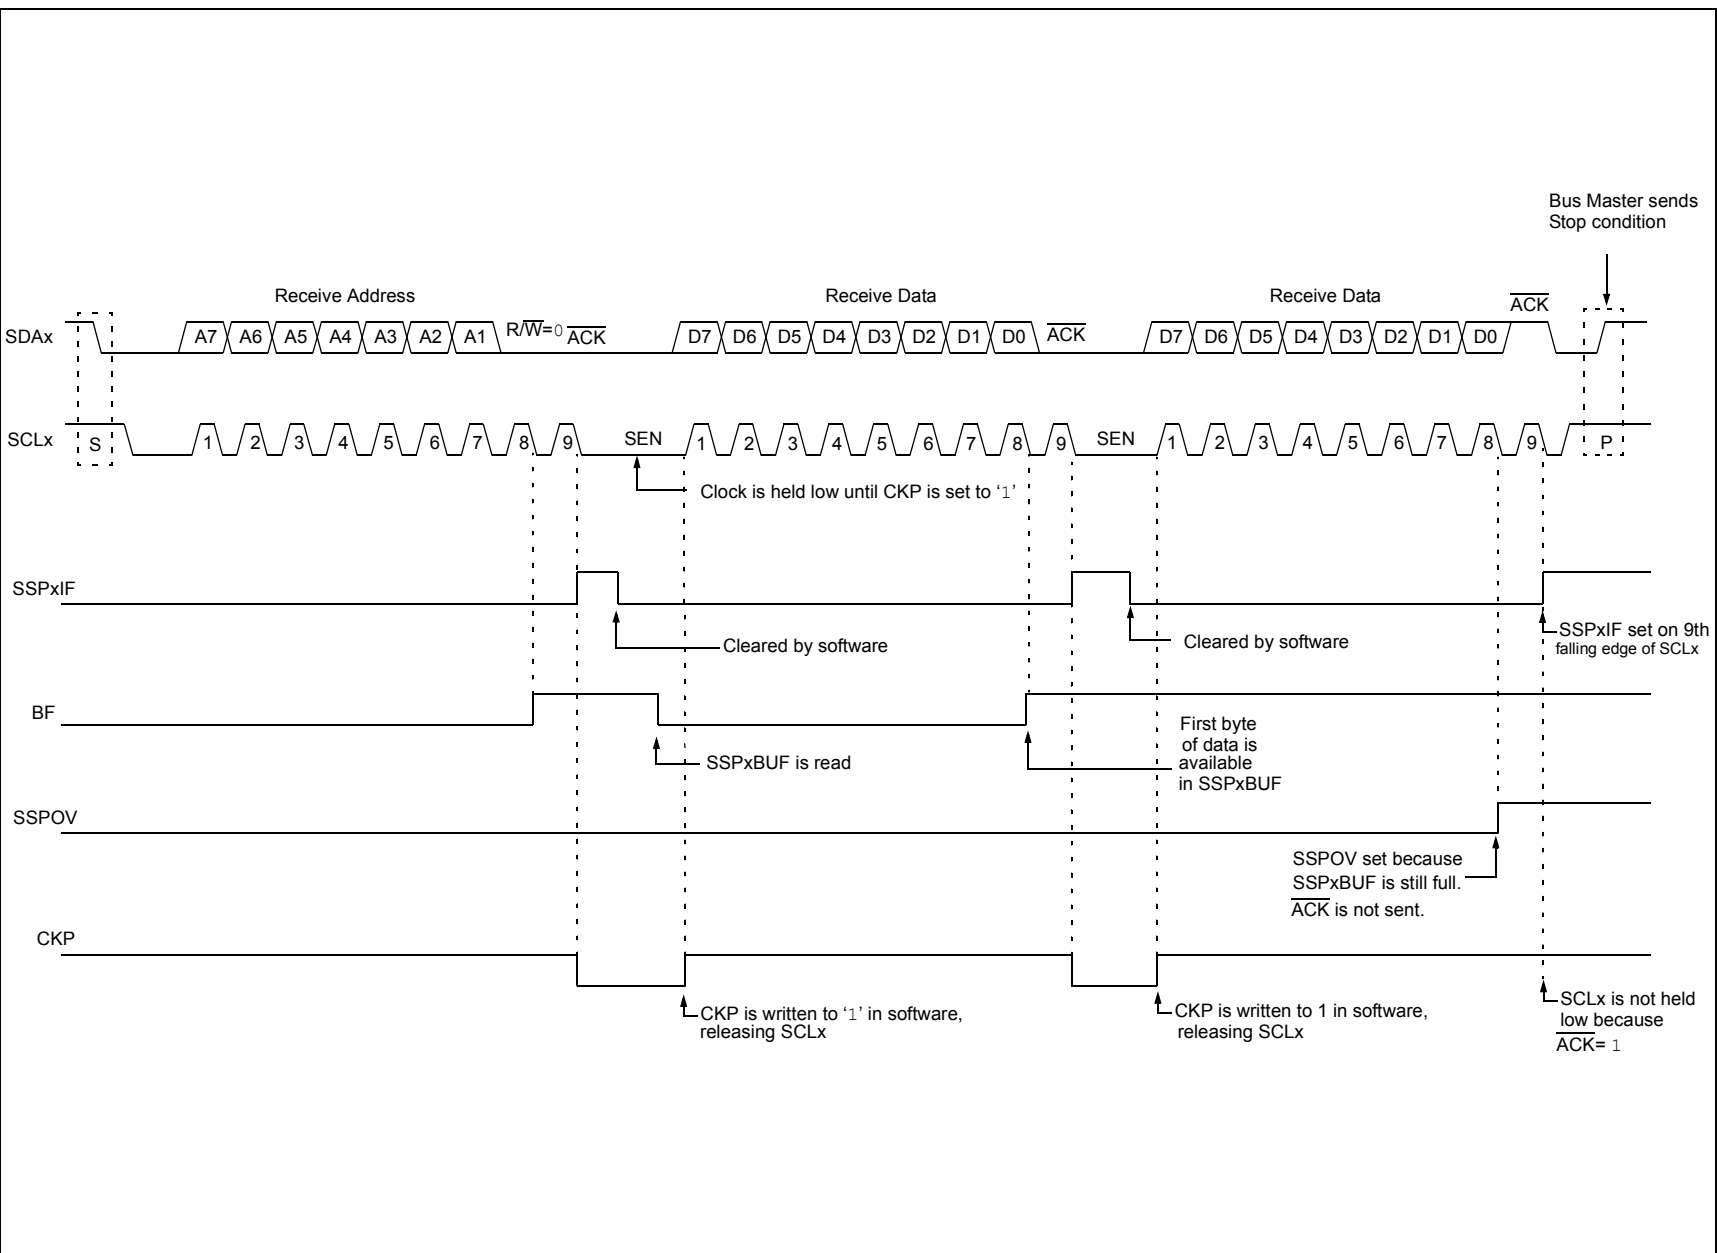 Bus Master sends
Stop condition
Receive Address
Receive Data
Receive Data
ACK
SDAx
A7 A6 A5 A4 A3 A2 A1 R/W=0 ACK
D7 D6 D5 D4 D3 D2 D1 D0 ACK
D7 D6 D5 D4 D3 D2 D1 D0
SCLx
S
1 2 3 4 5 6 7 8 9 SEN
1 2 3 4 5 6 7 8 9 SEN
1 2 3 4 5 6 7 8 9
P
Clock is held low until CKP is set to ‘1’
SSPxIF
Cleared by software
Cleared by software
SSPxIF set on 9th
falling edge of SCLx
BF
SSPxBUF is read
First byte
of data is
available
in SSPxBUF
SSPOV
SSPOV set because
SSPxBUF is still full.
ACK is not sent.
CKP
CKP is written to ‘1’ in software,
releasing SCLx
CKP is written to 1 in software,
releasing SCLx
SCLx is not held
low because
ACK= 1